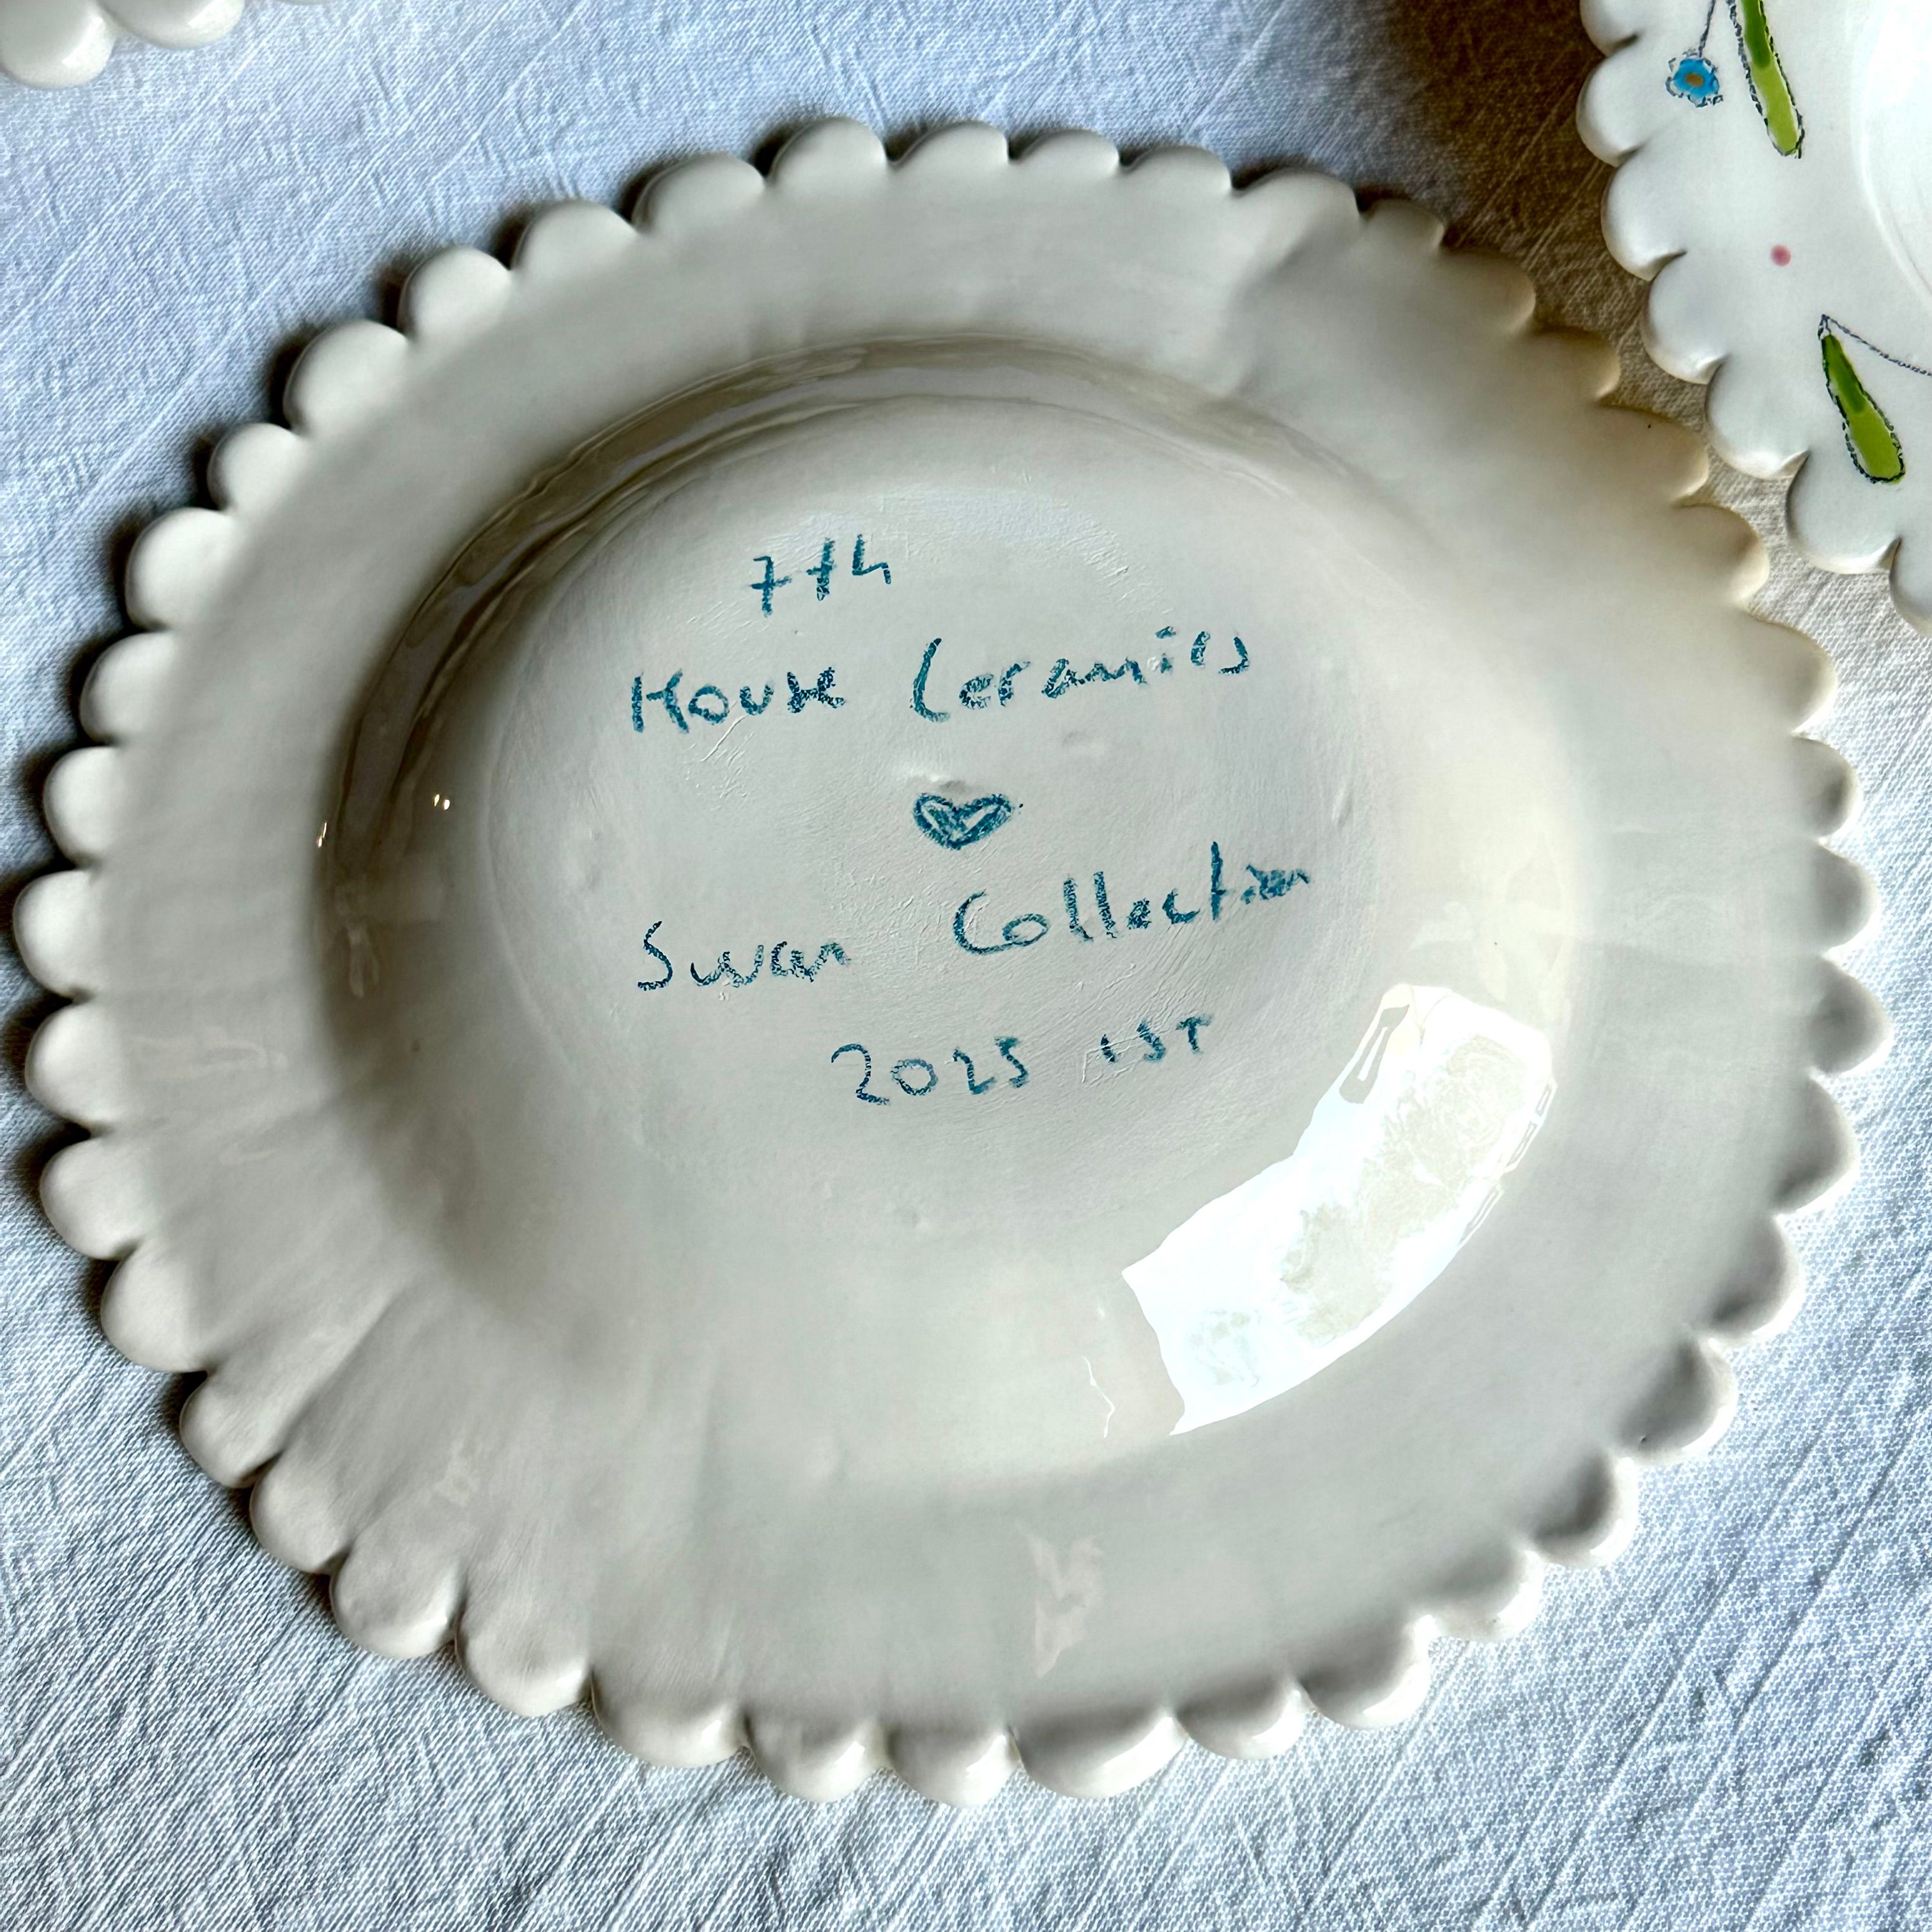 7th
House Ceramics
Swan Collection
2025 IST